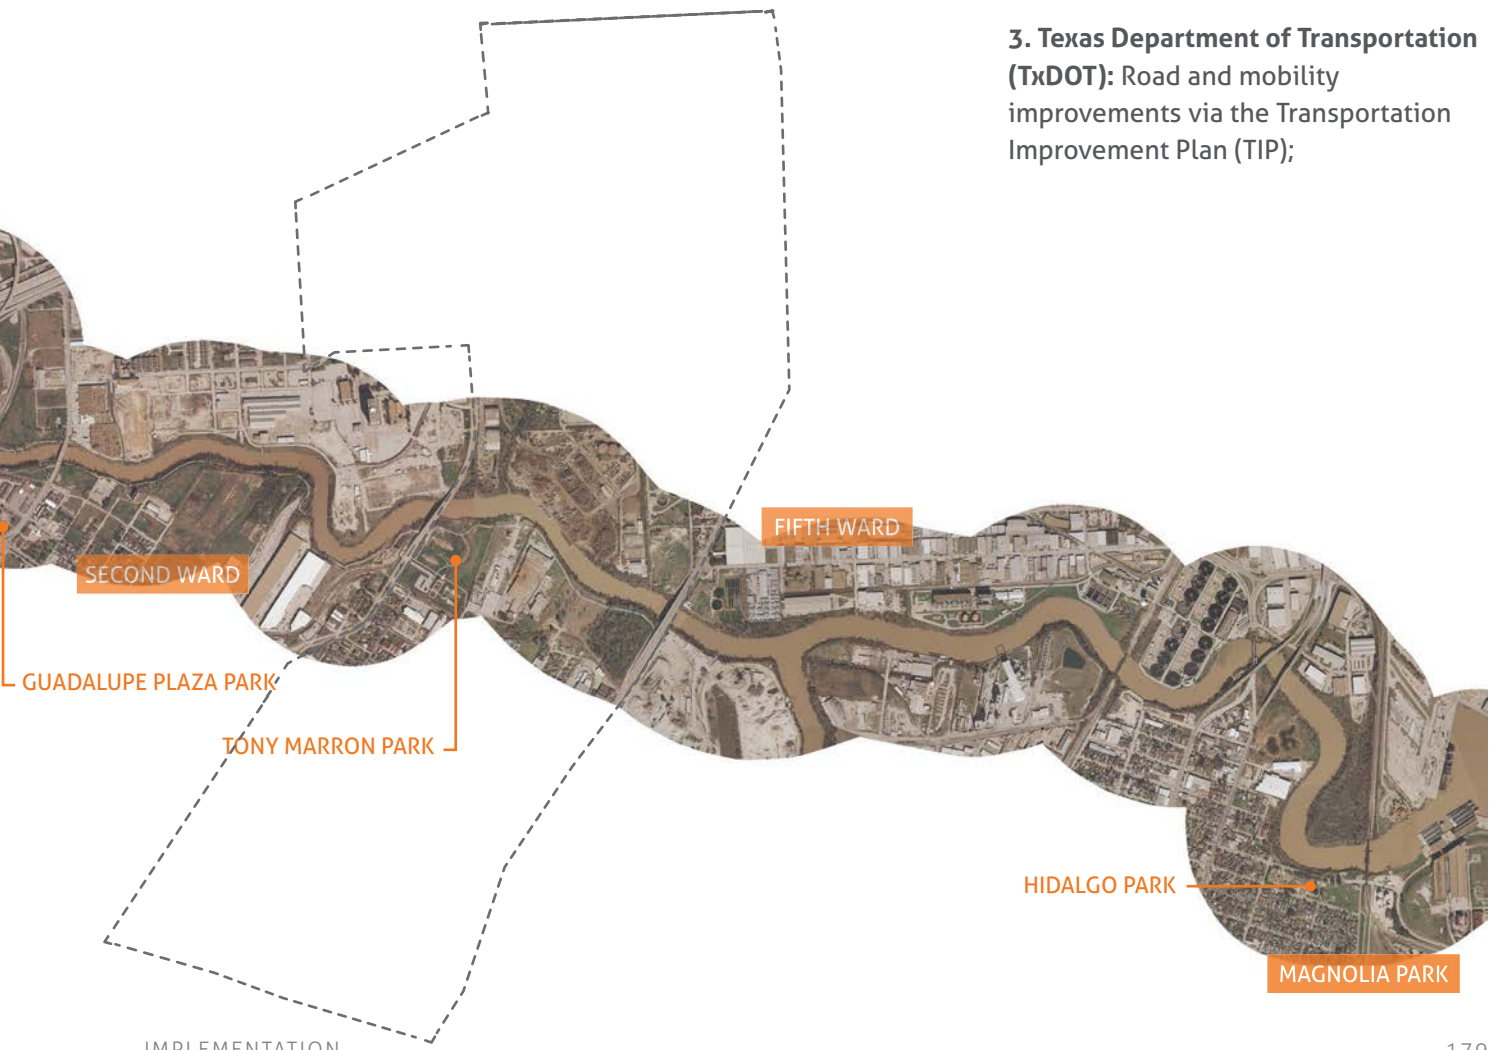 3. Texas Department of Transportation
(TxDOT): Road and mobility
improvements via the Transportation
Improvement Plan (TIP);
FIFTH WARD
SECOND WARD
GUADALUPE PLAZA PARK
TONY MARRON PARK
HIDALGO PARK
MAGNOLIA PARK
IMPLEMENTATION